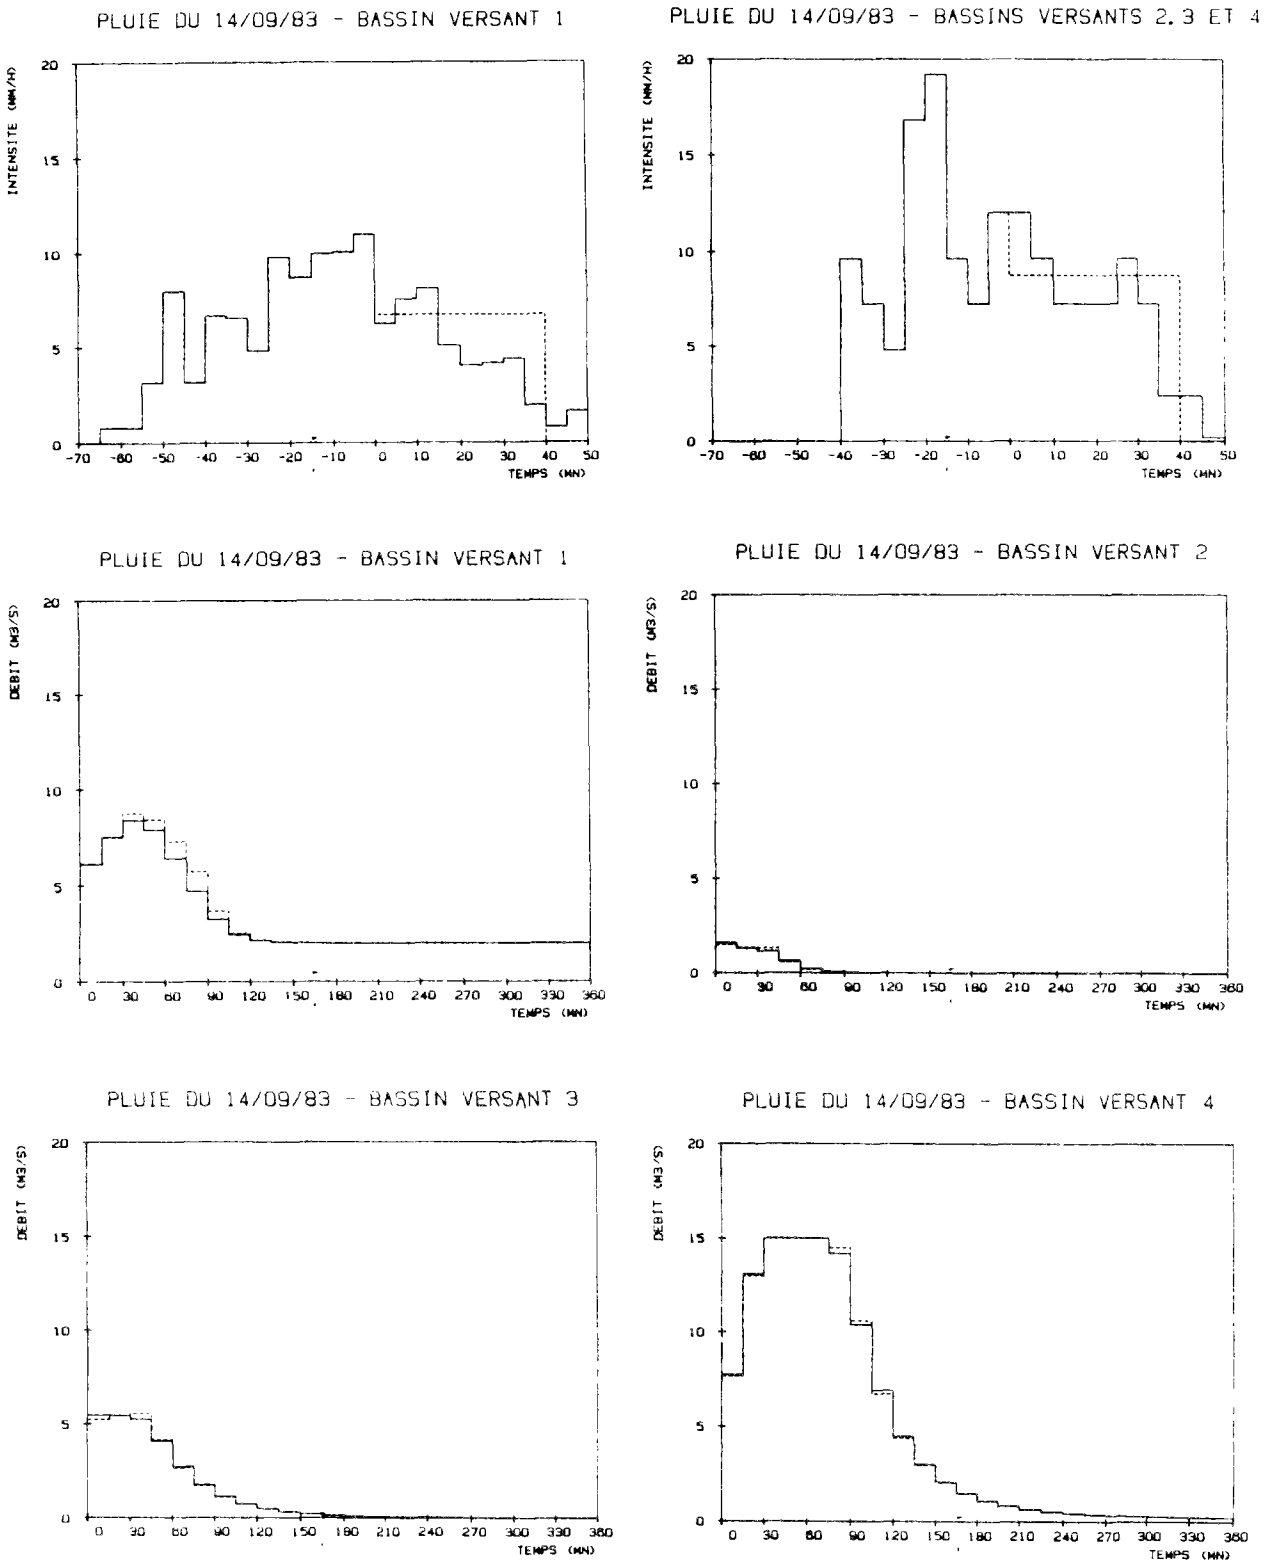 PLUIE DU 14/09/83 - BASSIN VERSANT 1
INTENSITE (MM/H)
20
15
10
5
0
-70 -60 -50 -40 -30 -20 -10 0 10 20 30 40 50
TEMPS (MN)
PLUIE DU 14/09/83 - BASSINS VERSANTS 2.3 ET 4
INTENSITE (MM/H)
20
15
10
5
0
-70 -60 -50 -40 -30 -20 -10 0 10 20 30 40 50
TEMPS (MN)
PLUIE DU 14/09/83 - BASSIN VERSANT 1
DEBIT (M3/S)
20
15
10
5
0
0 30 60 90 120 150 180 210 240 270 300 330 360
TEMPS (MN)
PLUIE DU 14/09/83 - BASSIN VERSANT 2
DEBIT (M3/S)
20
15
10
5
0
0 30 60 90 120 150 180 210 240 270 300 330 360
TEMPS (MN)
PLUIE DU 14/09/83 - BASSIN VERSANT 3
DEBIT (M3/S)
20
15
10
5
0
0 30 60 90 120 150 180 210 240 270 300 330 360
TEMPS (MN)
PLUIE DU 14/09/83 - BASSIN VERSANT 4
DEBIT (M3/S)
20
15
10
5
0
0 30 60 90 120 150 180 210 240 270 300 330 360
TEMPS (MN)